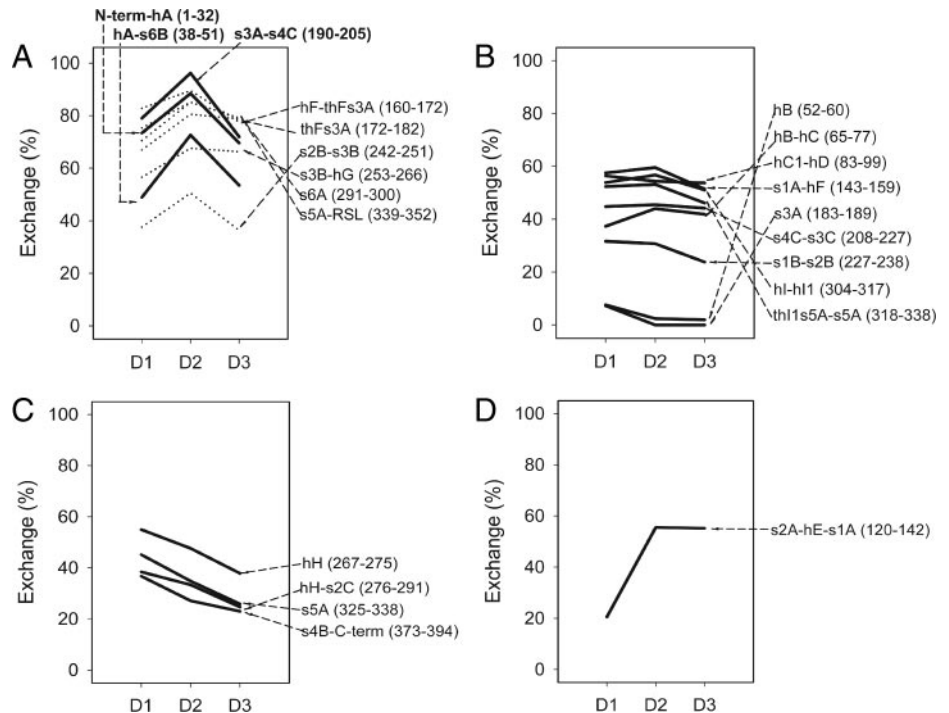 N-term-hA (1-32)
hA-s6B (38-51) s3A-s4C (190-205)
A
Exchange (%)
100
80
60
40
20
0
D1 D2 D3
hF-thFs3A (160-172)
thFs3A (172-182)
s2B-s3B (242-251)
s3B-hG (253-266)
s6A (291-300)
s5A-RSL (339-352)
B
Exchange (%)
100
80
60
40
20
0
D1 D2 D3
hB (52-60)
hB-hC (65-77)
hC1-hD (83-99)
s1A-hF (143-159)
s3A (183-189)
s4C-s3C (208-227)
s1B-s2B (227-238)
hI-hI1 (304-317)
thI1s5A-s5A (318-338)
C
Exchange (%)
100
80
60
40
20
0
D1 D2 D3
hH (267-275)
hH-s2C (276-291)
s5A (325-338)
s4B-C-term (373-394)
D
Exchange (%)
100
80
60
40
20
0
D1 D2 D3
s2A-hE-s1A (120-142)